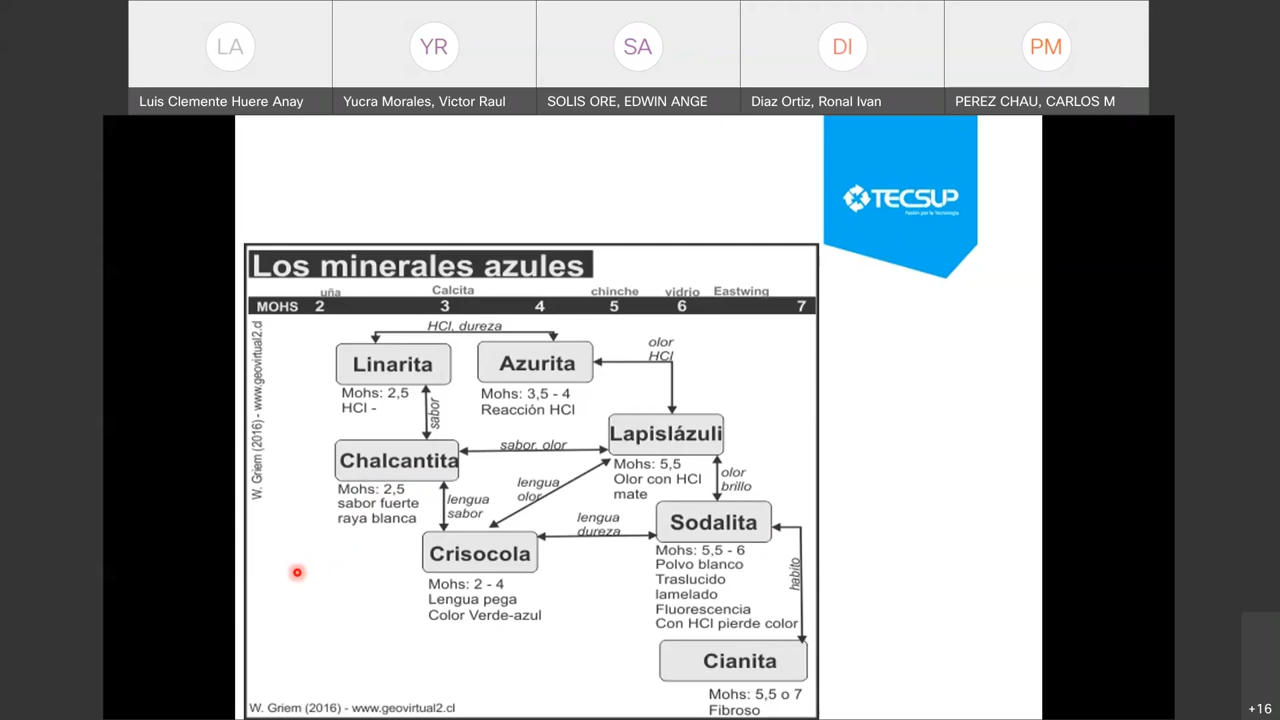 LA
YR
SA
DI
PM
Luis Clemente Huere Anay
Yucra Morales, Victor Raul
SOLIS ORE, EDWIN ANGE
Diaz Ortiz, Ronal Ivan
PEREZ CHAU, CARLOS M
TECSUP
Pasión por la Tecnología
Los minerales azules
uña Calcita chinche vidrio Eastwing
MOHS 2 3 4 5 6 7
W. Griem (2016) - www.geovirtual2.cl
HCl, dureza
Linarita
Mohs: 2,5
HCl -
Azurita
Mohs: 3,5 - 4
Reacción HCl
olor
HCl
sabor
Lapislázuli
Mohs: 5,5
Olor con HCl
mate
sabor, olor
Chalcantita
Mohs: 2,5
sabor fuerte
raya blanca
lengua
sabor
lengua
olor
olor
brillo
lengua
dureza
Sodalita
Mohs: 5,5 - 6
Polvo blanco
Traslucido
lamelado
Fluorescencia
Con HCl pierde color
Crisocola
Mohs: 2 - 4
Lengua pega
Color Verde-azul
habito
Cianita
Mohs: 5,5 o 7
Fibroso
W. Griem (2016) - www.geovirtual2.cl
+16